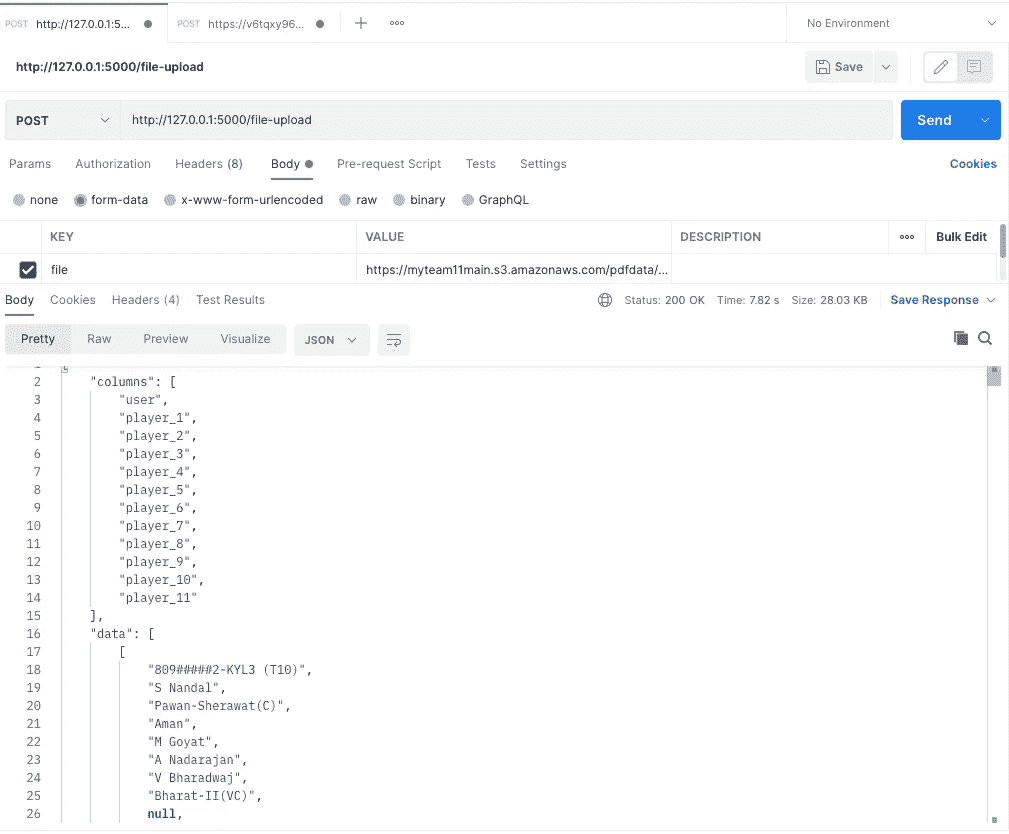 POST http://127.0.0.1:5... POST https://v6tqxy96... No Environment
http://127.0.0.1:5000/file-upload Save
POST http://127.0.0.1:5000/file-upload Send
Params Authorization Headers (8) Body Pre-request Script Tests Settings Cookies
none form-data x-www-form-urlencoded raw binary GraphQL
KEY VALUE DESCRIPTION Bulk Edit
file https://myteam11main.s3.amazonaws.com/pdfdata/...
Body Cookies Headers (4) Test Results Status: 200 OK Time: 7.82 s Size: 28.03 KB Save Response
Pretty Raw Preview Visualize JSON
2 "columns": [
3 "user",
4 "player_1",
5 "player_2",
6 "player_3",
7 "player_4",
8 "player_5",
9 "player_6",
10 "player_7",
11 "player_8",
12 "player_9",
13 "player_10",
14 "player_11"
15 ],
16 "data": [
17 [
18 "809#####2-KYL3 (T10)",
19 "S Nandal",
20 "Pawan-Sherawat(C)",
21 "Aman",
22 "M Goyat",
23 "A Nadarajan",
24 "V Bharadwaj",
25 "Bharat-II(VC)",
26 null,